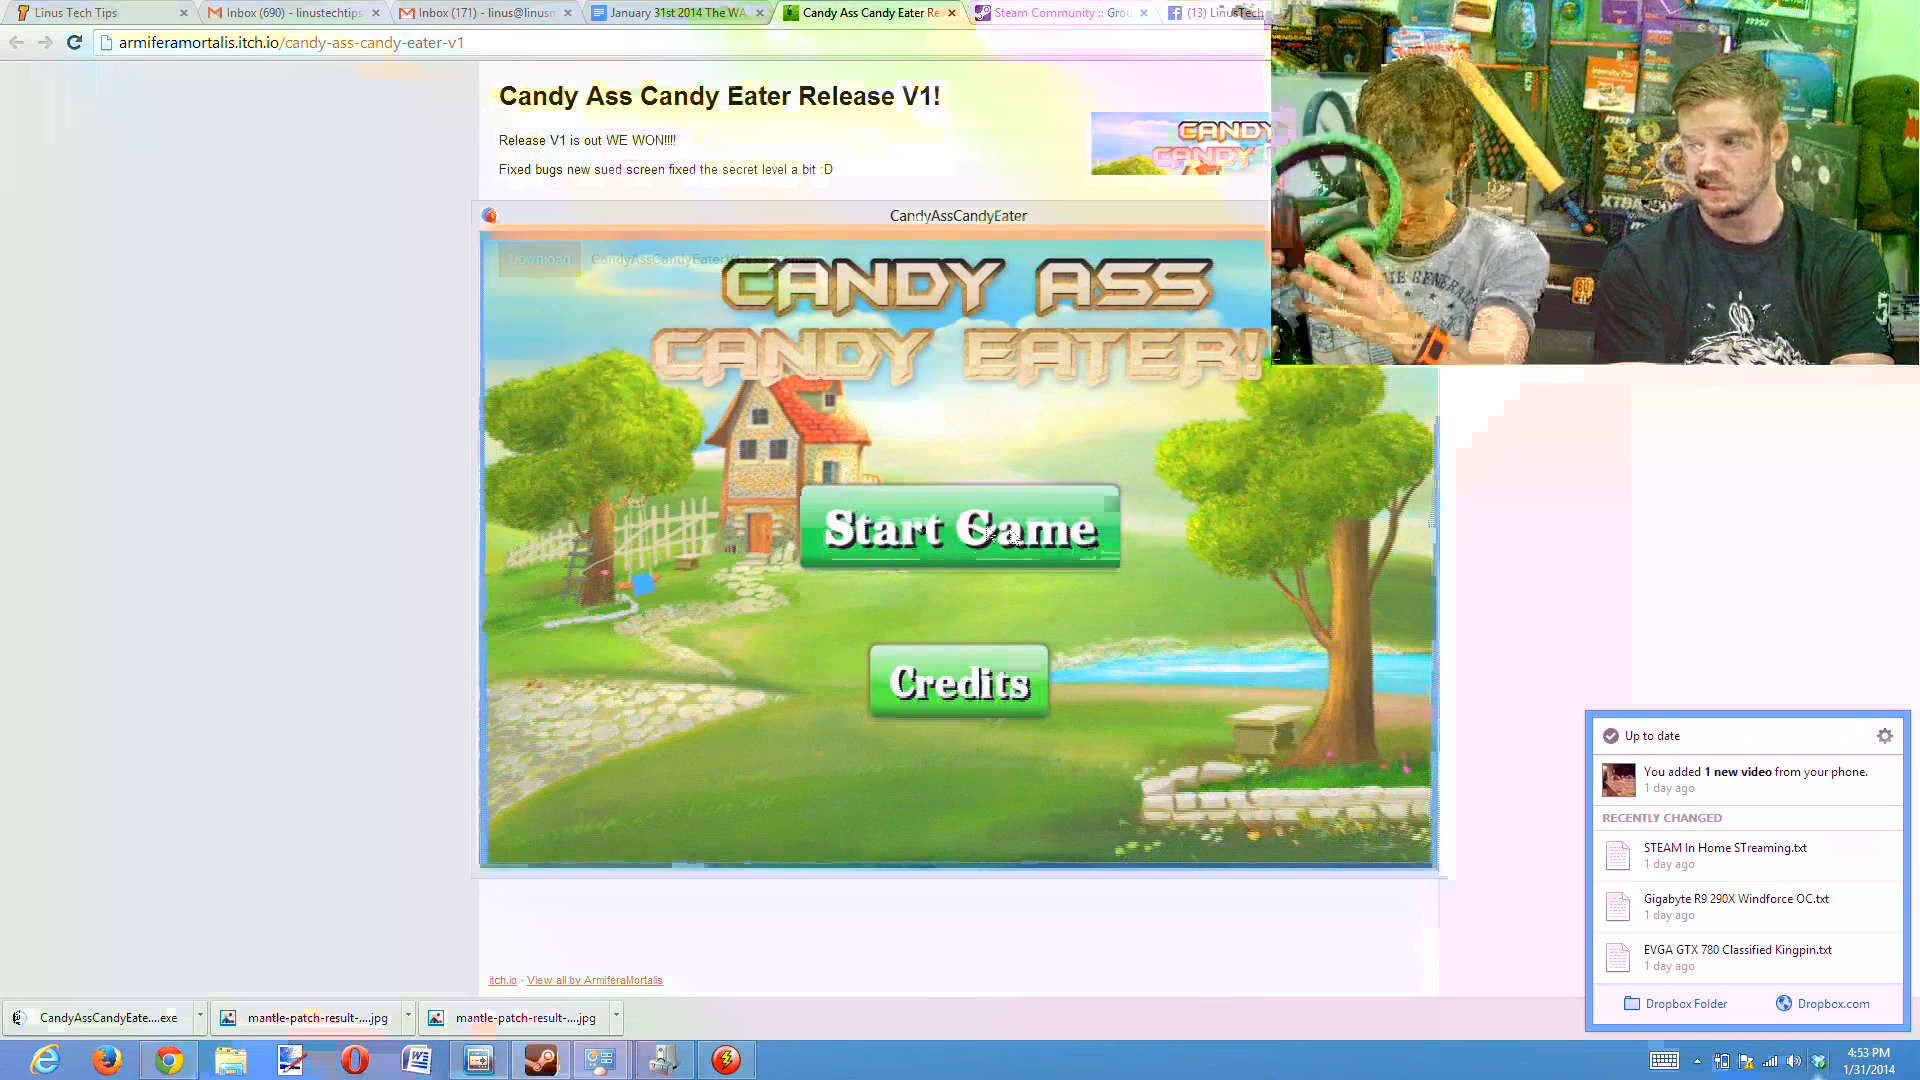 Linus Tech Tips
Inbox (690) - linustechtips
Inbox (171) - linus@linusm
January 31st 2014 The WA
Candy Ass Candy Eater Re
Steam Community :: Grou
(13) LinusTech
armiferamortalis.itch.io/candy-ass-candy-eater-v1
Candy Ass Candy Eater Release V1!
Release V1 is out WE WON!!!!
Fixed bugs new sued screen fixed the secret level a bit :D
CANDY
CANDY
CandyAssCandyEater
Download
CandyAssCandyEater
CANDY ASS
CANDY EATER!
Start Game
Credits
Up to date
You added 1 new video from your phone.
1 day ago
RECENTLY CHANGED
STEAM In Home STreaming.txt
1 day ago
Gigabyte R9 290X Windforce OC.txt
1 day ago
EVGA GTX 780 Classified Kingpin.txt
1 day ago
Dropbox Folder
Dropbox.com
itch.io - View all by ArmiferaMortalis
CandyAssCandyEate....exe
mantle-patch-result-....jpg
mantle-patch-result-....jpg
4:53 PM
1/31/2014